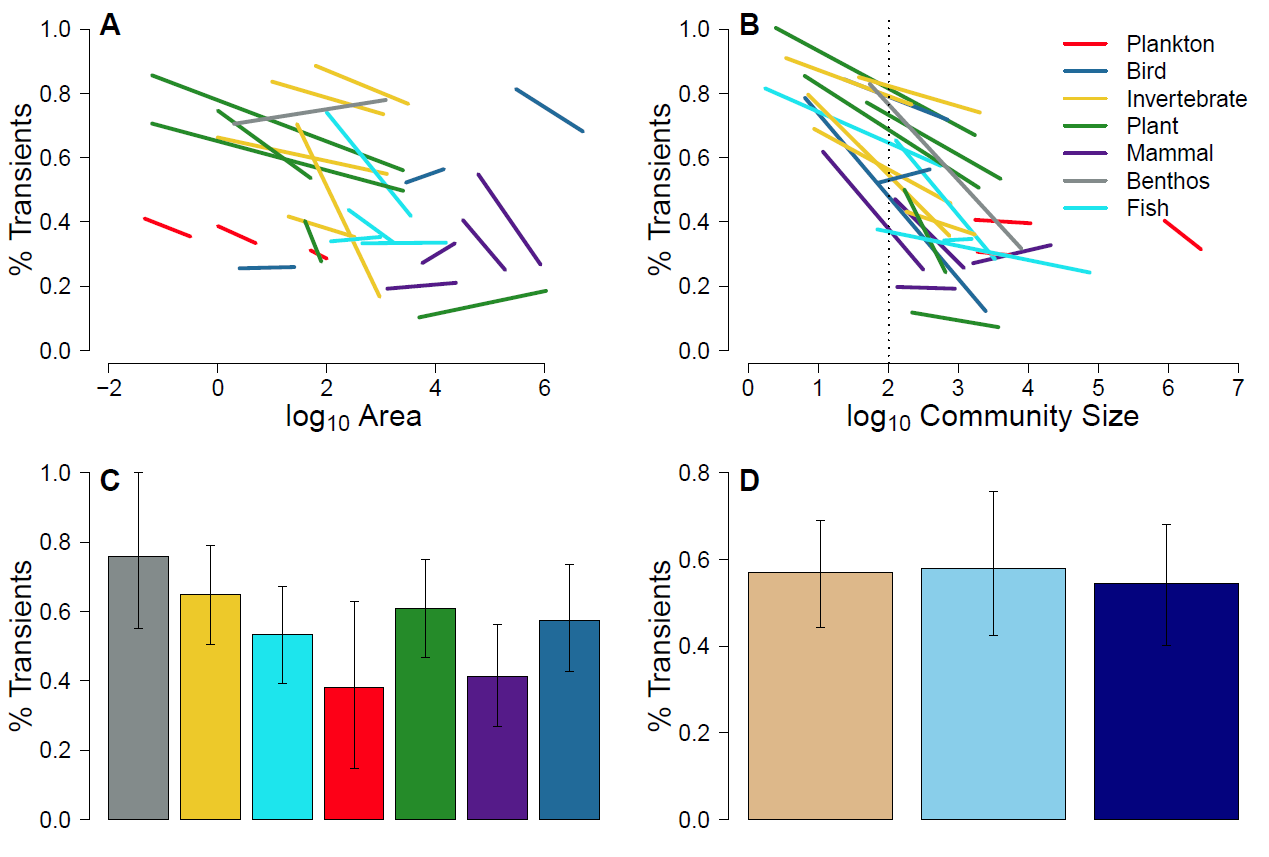 A
% Transients
1.0
0.8
0.6
0.4
0.2
0.0
−2 0 2 4 6
log10 Area
B
% Transients
1.0
0.8
0.6
0.4
0.2
0.0
0 1 2 3 4 5 6 7
log10 Community Size
Plankton
Bird
Invertebrate
Plant
Mammal
Benthos
Fish
C
% Transients
1.0
0.8
0.6
0.4
0.2
0.0
D
% Transients
0.8
0.6
0.4
0.2
0.0